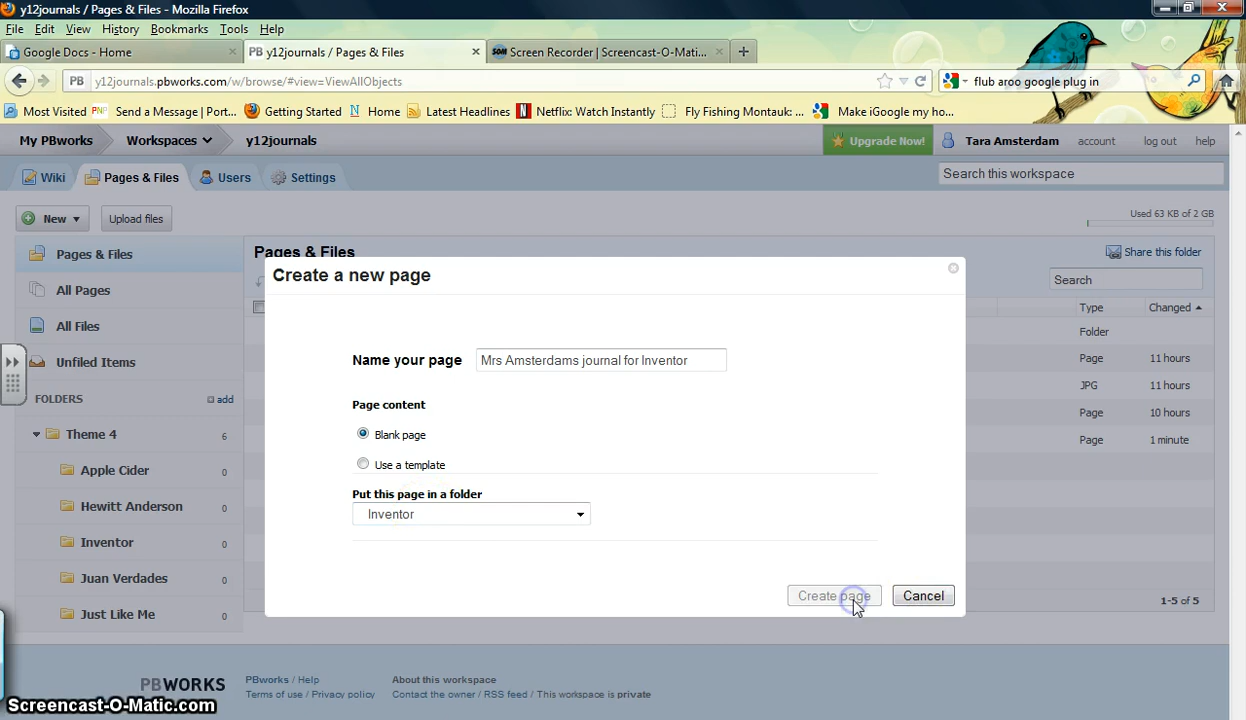 y12journals / Pages & Files - Mozilla Firefox
File Edit View History Bookmarks Tools Help
Google Docs - Home
PB y12journals / Pages & Files
SOM Screen Recorder | Screencast-O-Mati...
PB y12journals.pbworks.com/w/browse/#view=ViewAllObjects
flub aroo google plug in
Most Visited PNP Send a Message | Port... Getting Started N Home Latest Headlines N Netflix: Watch Instantly Fly Fishing Montauk: ... Make iGoogle my ho...
My PBworks Workspaces y12journals Upgrade Now! Tara Amsterdam account log out help
Wiki Pages & Files Users Settings Search this workspace
New Upload files Used 63 KB of 2 GB
Pages & Files
All Pages
All Files
Unfiled Items
FOLDERS add
Theme 4 6
Apple Cider 0
Hewitt Anderson 0
Inventor 0
Juan Verdades 0
Just Like Me 0
Pages & Files Share this folder
Search
Type Changed
Folder
Page 11 hours
JPG 11 hours
Page 10 hours
Page 1 minute
1-5 of 5
Create a new page
Name your page Mrs Amsterdams journal for Inventor
Page content
Blank page
Use a template
Put this page in a folder
Inventor
Create page Cancel
PBWORKS PBworks / Help About this workspace
Terms of use / Privacy policy Contact the owner / RSS feed / This workspace is private
Screencast-O-Matic.com